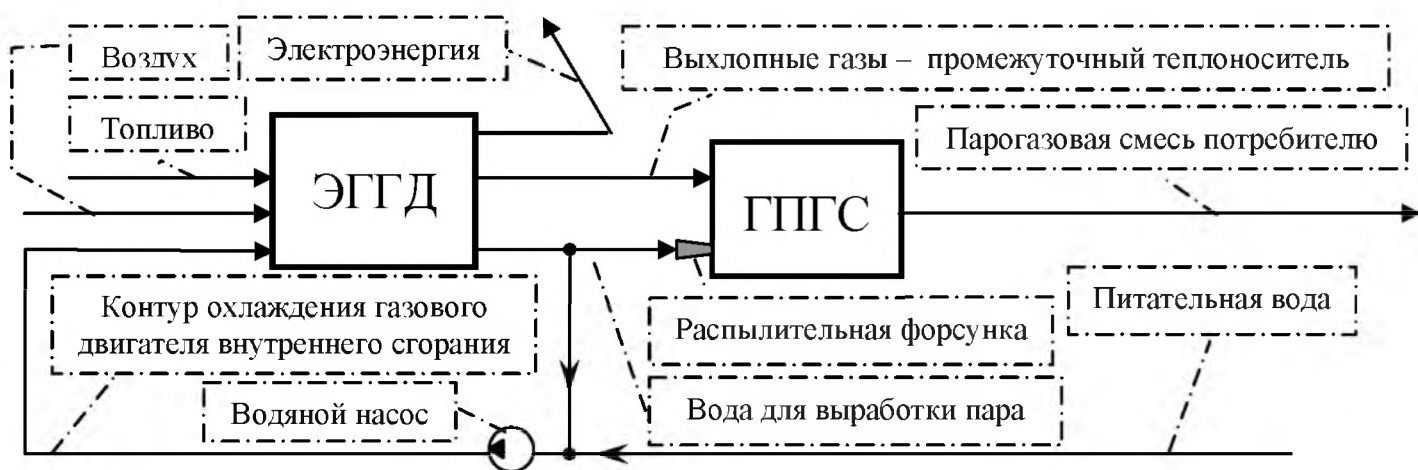 Воздух
Электроэнергия
Выхлопные газы – промежуточный теплоноситель
Топливо
Парогазовая смесь потребителю
ЭГГД
ГПГС
Контур охлаждения газового
двигателя внутреннего сгорания
Распылительная форсунка
Питательная вода
Водяной насос
Вода для выработки пара